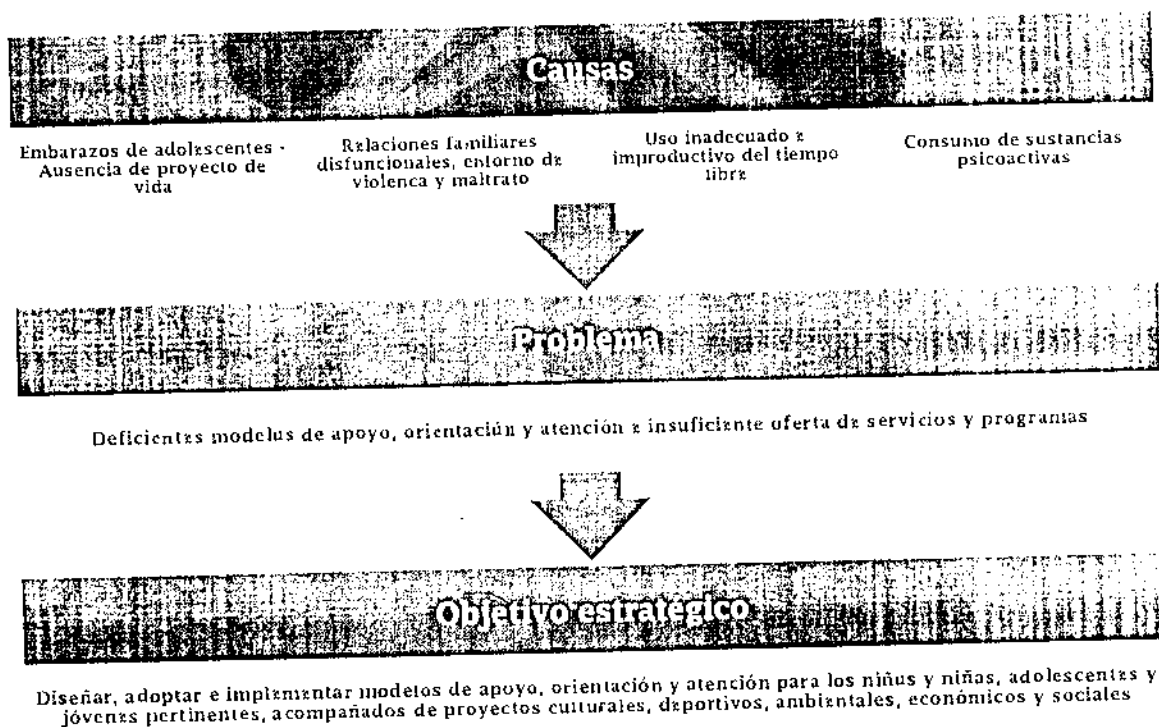 Causas
Embarazos de adolescentes -
Ausencia de proyecto de
vida
Relaciones familiares
disfuncionales, entorno de
violenca y maltrato
Uso inadecuado e
improductivo del tiempo
libre
Consumo de sustancias
psicoactivas
Problema
Deficientes modelos de apoyo, orientación y atención e insuficiente oferta de servicios y programas
Objetivo estratégico
Diseñar, adoptar e implementar modelos de apoyo, orientación y atención para los niños y niñas, adolescentes y
jóvenes pertinentes, acompañados de proyectos culturales, deportivos, ambientales, económicos y sociales